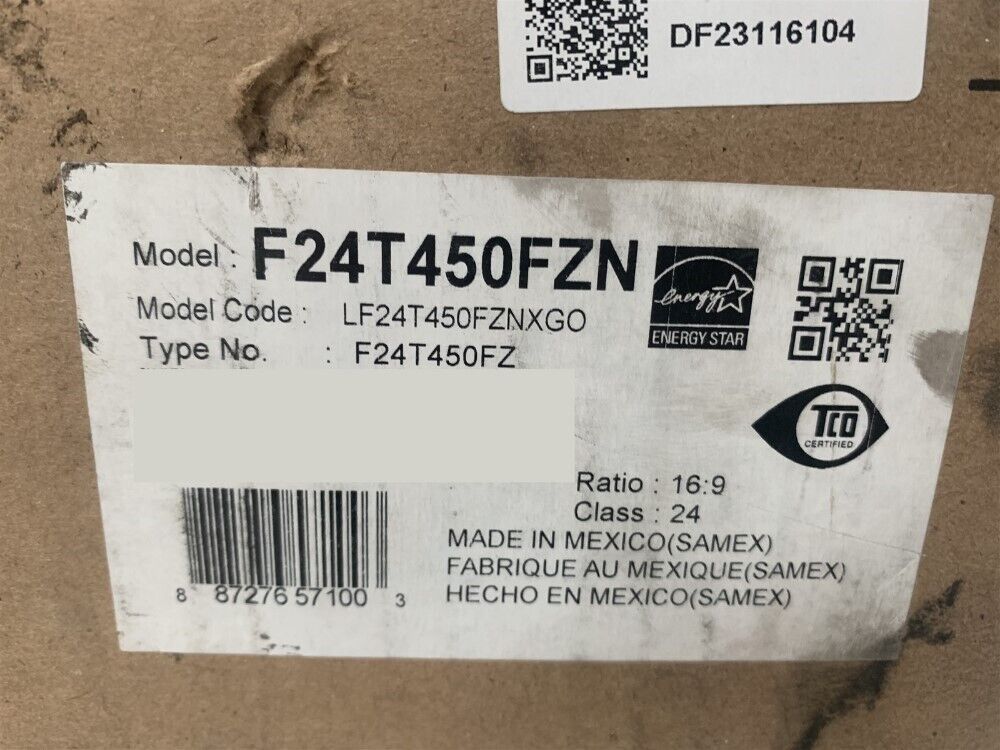 DF23116104
Model : F24T450FZN
Model Code : LF24T450FZNXGO
Type No. : F24T450FZ
energy
ENERGY STAR
TCO
CERTIFIED
Ratio : 16:9
Class : 24
MADE IN MEXICO(SAMEX)
FABRIQUE AU MEXIQUE(SAMEX)
HECHO EN MEXICO(SAMEX)
8 87276 57100 3